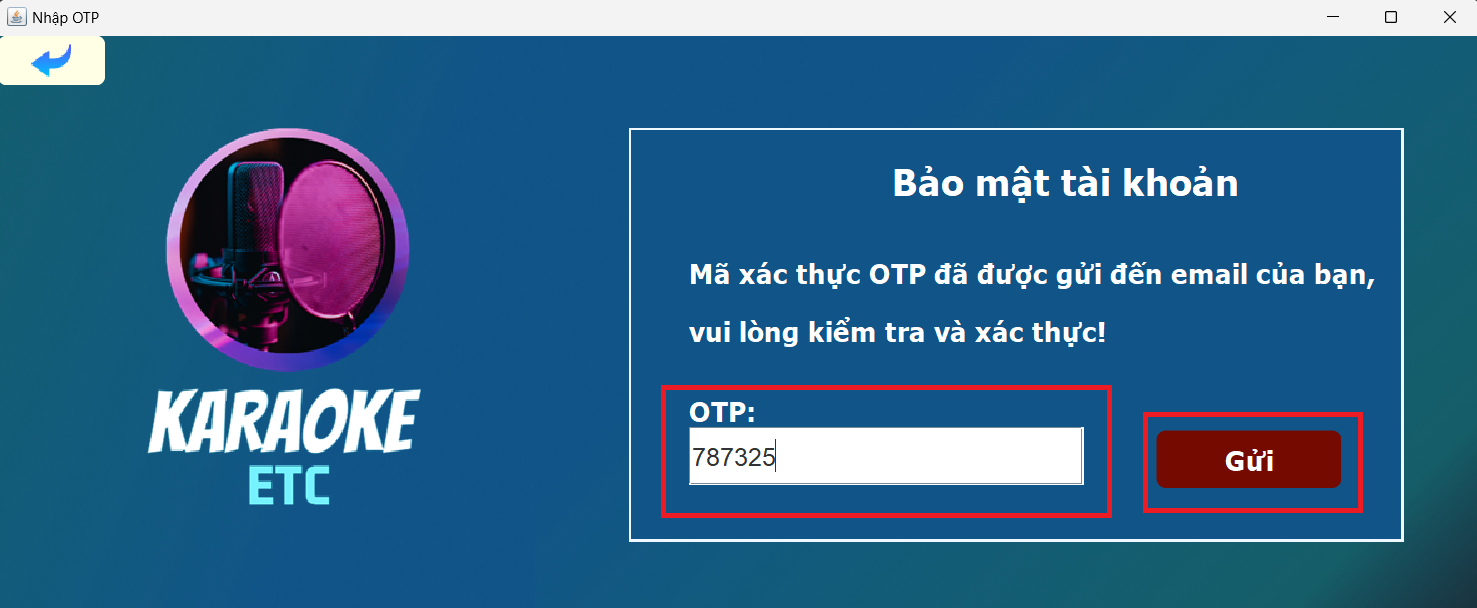 Nhập OTP
KARAOKE
ETC
Bảo mật tài khoản
Mã xác thực OTP đã được gửi đến email của bạn,
vui lòng kiểm tra và xác thực!
OTP:
787325
Gửi